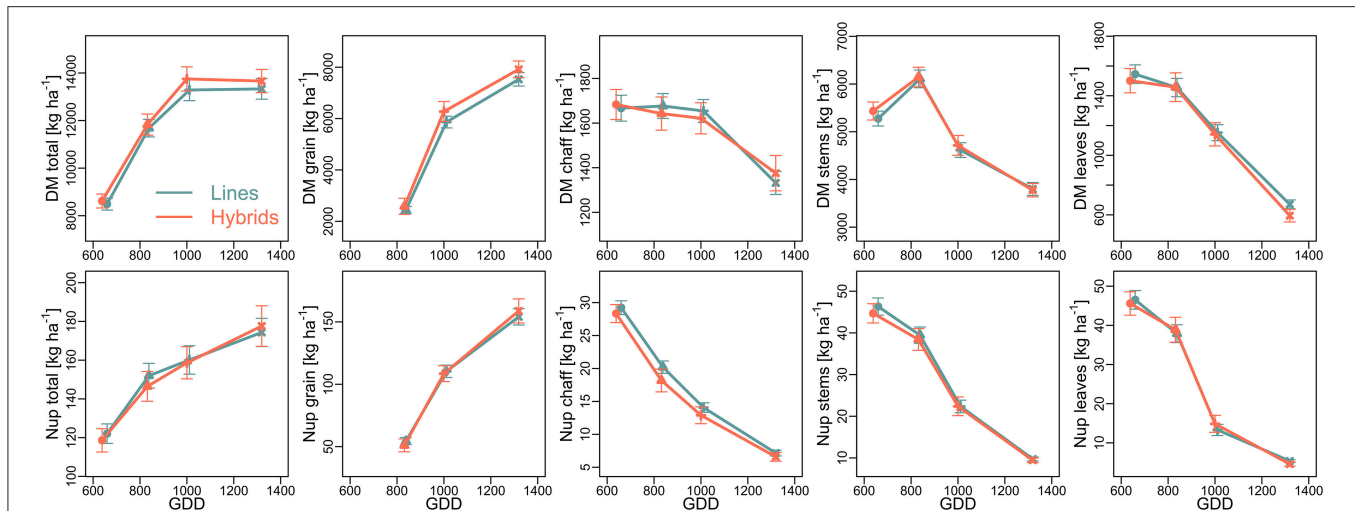 DM total [kg ha⁻¹]
8000 10000 12000 14000
Lines
Hybrids
600 800 1000 1200 1400
DM grain [kg ha⁻¹]
2000 4000 6000 8000
600 800 1000 1200 1400
DM chaff [kg ha⁻¹]
1200 1400 1600 1800
600 800 1000 1200 1400
DM stems [kg ha⁻¹]
3000 4000 5000 6000 7000
600 800 1000 1200 1400
DM leaves [kg ha⁻¹]
600 1000 1400 1800
600 800 1000 1200 1400
Nup total [kg ha⁻¹]
100 120 140 160 180 200
600 800 1000 1200 1400
GDD
Nup grain [kg ha⁻¹]
50 100 150
600 800 1000 1200 1400
GDD
Nup chaff [kg ha⁻¹]
5 10 15 20 25 30
600 800 1000 1200 1400
GDD
Nup stems [kg ha⁻¹]
10 20 30 40 50
600 800 1000 1200 1400
GDD
Nup leaves [kg ha⁻¹]
10 20 30 40 50
600 800 1000 1200 1400
GDD